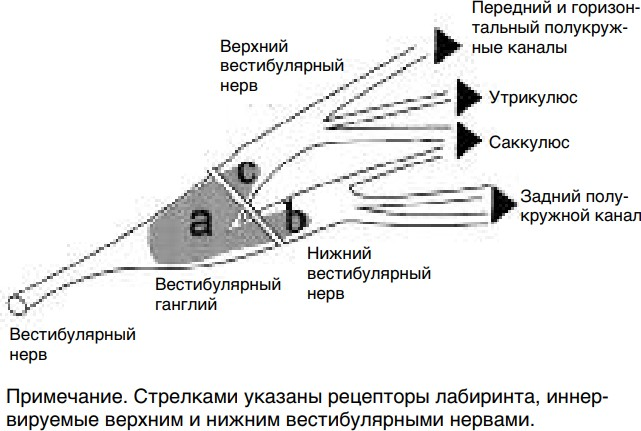 Передний и горизон-
тальный полукруж-
ные каналы
Верхний
вестибулярный
нерв
Утрикулюс
Саккулюс
c
a
b
Задний полу-
кружной канал
Нижний
вестибулярный
нерв
Вестибулярный
ганглий
Вестибулярный
нерв
Примечание. Стрелками указаны рецепторы лабиринта, иннер-
вируемые верхним и нижним вестибулярными нервами.